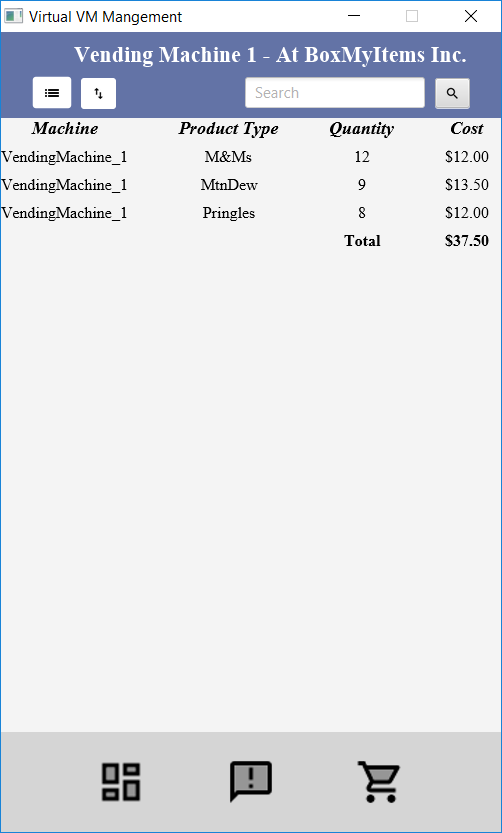 Virtual VM Mangement
Vending Machine 1 - At BoxMyItems Inc.
Search
Machine Product Type Quantity Cost
VendingMachine_1 M&Ms 12 $12.00
VendingMachine_1 MtnDew 9 $13.50
VendingMachine_1 Pringles 8 $12.00
Total $37.50